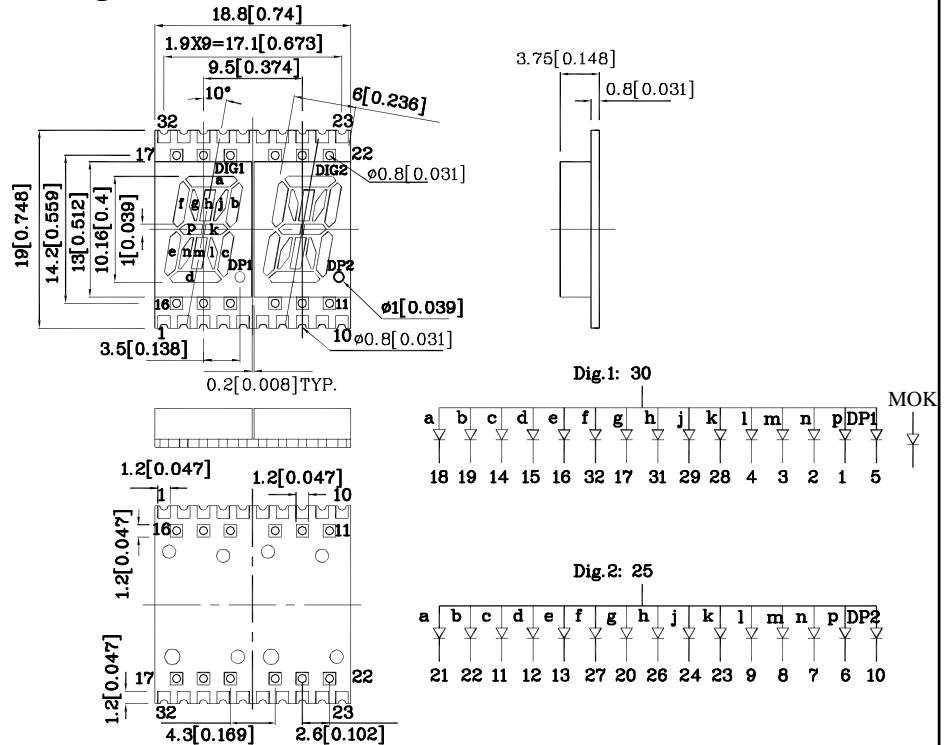 18.8[0.74]
1.9X9=17.1[0.673]
9.5[0.374]
10°
6[0.236]
32
23
17
22
DIG1
DIG2
ø0.8[0.031]
a
f g h j b
p k
e n m l c
d
DP1
DP2
19[0.748]
14.2[0.559]
13[0.512]
10.16[0.4]
1[0.039]
16
11
ø1[0.039]
1
10
ø0.8[0.031]
3.5[0.138]
0.2[0.008]TYP.
3.75[0.148]
0.8[0.031]
1.2[0.047]
1.2[0.047]
1
10
16
11
1.2[0.047]
17
22
1.2[0.047]
32
23
4.3[0.169]
2.6[0.102]
Dig.1: 30
MOK
a b c d e f g h j k l m n p DP1
18 19 14 15 16 32 17 31 29 28 4 3 2 1 5
Dig.2: 25
a b c d e f g h j k l m n p DP2
21 22 11 12 13 27 20 26 24 23 9 8 7 6 10